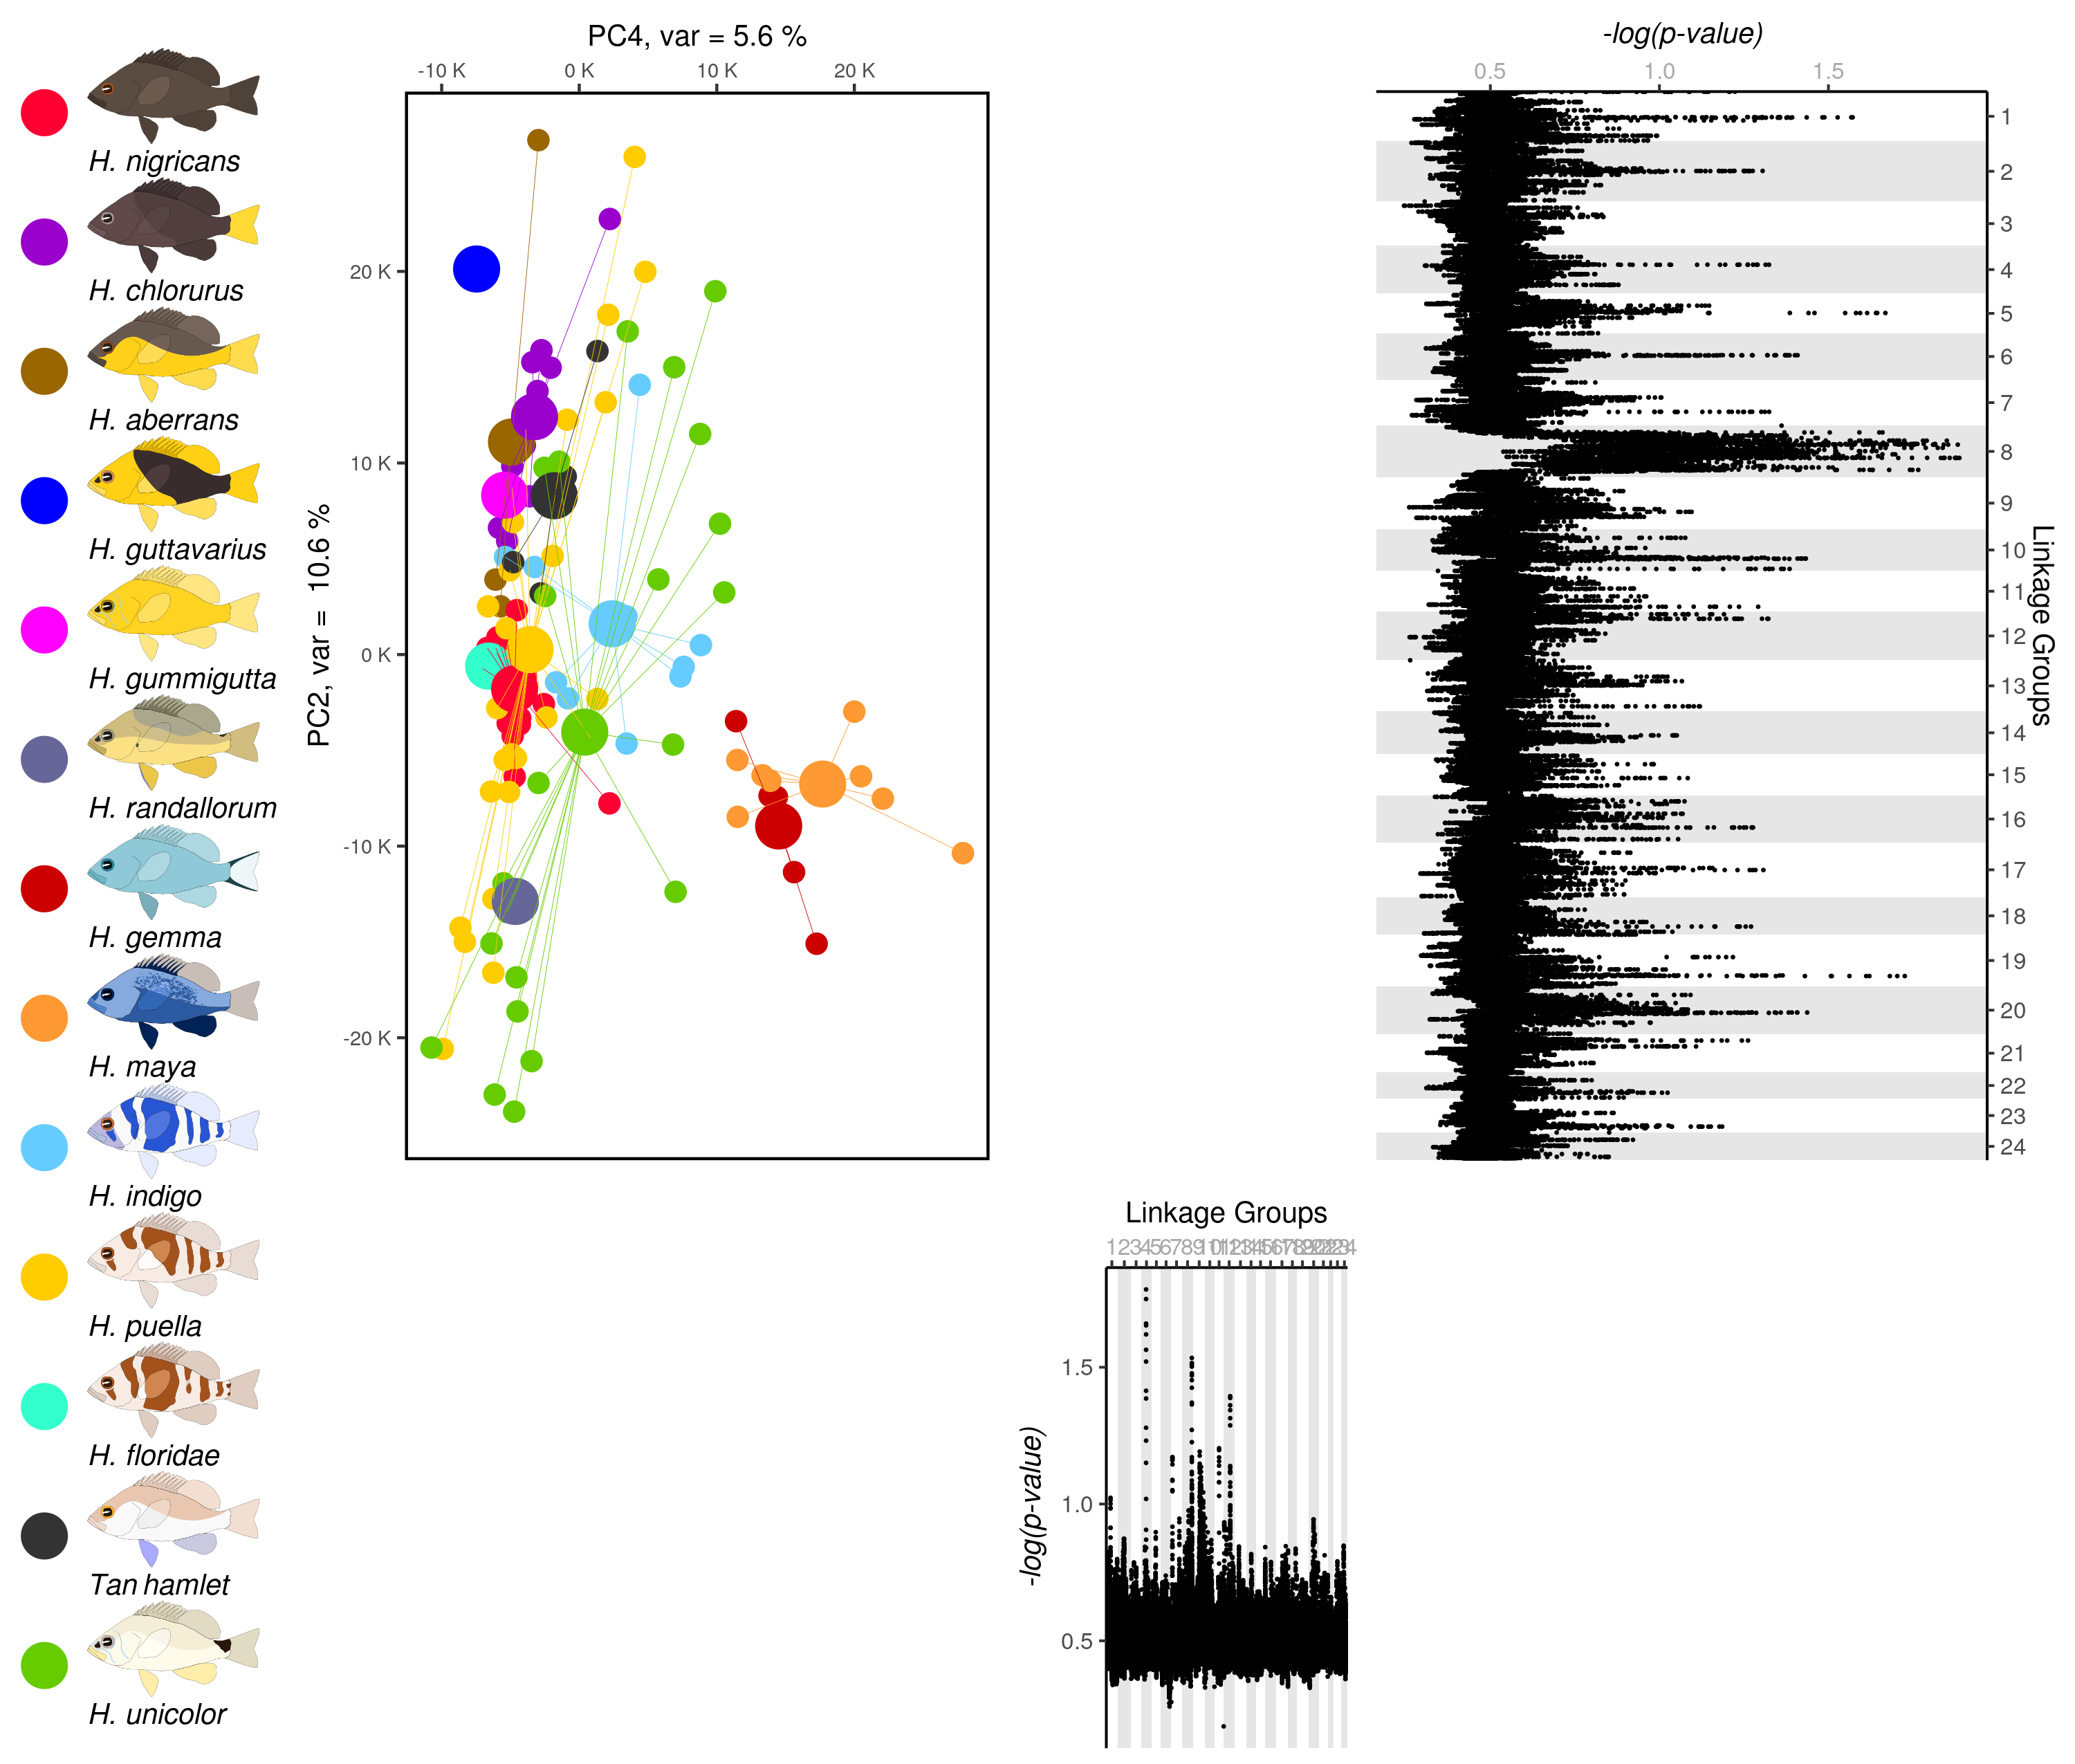 H. nigricans
H. chlorurus
H. aberrans
H. guttavarius
H. gummigutta
H. randallorum
H. gemma
H. maya
H. indigo
H. puella
H. floridae
Tan hamlet
H. unicolor
PC4, var = 5.6 %
-10 K 0 K 10 K 20 K
PC2, var = 10.6 %
20 K
10 K
0 K
-10 K
-20 K
-log(p-value)
0.5 1.0 1.5
1
2
3
4
5
6
7
8
9
10
11
12
13
14
15
16
17
18
19
20
21
22
23
24
Linkage Groups
Linkage Groups
-log(p-value)
1.5
1.0
0.5